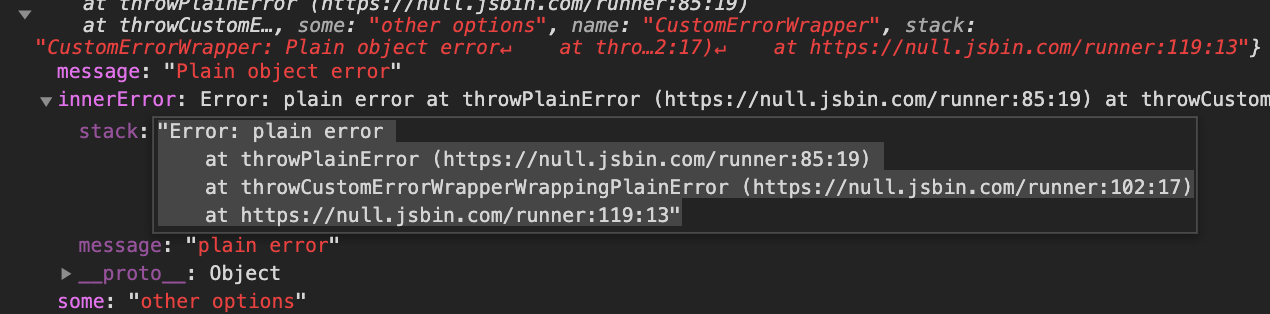 at throwPlainError (https://null.jsbin.com/runner:85:19)
at throwCustomE…, some: "other options", name: "CustomErrorWrapper", stack:
"CustomErrorWrapper: Plain object error↵    at thro…2:17)↵    at https://null.jsbin.com/runner:119:13"}
message: "Plain object error"
innerError: Error: plain error at throwPlainError (https://null.jsbin.com/runner:85:19) at throwCustom
stack: "Error: plain error
at throwPlainError (https://null.jsbin.com/runner:85:19)
at throwCustomErrorWrapperWrappingPlainError (https://null.jsbin.com/runner:102:17)
at https://null.jsbin.com/runner:119:13"
message: "plain error"
__proto__: Object
some: "other options"